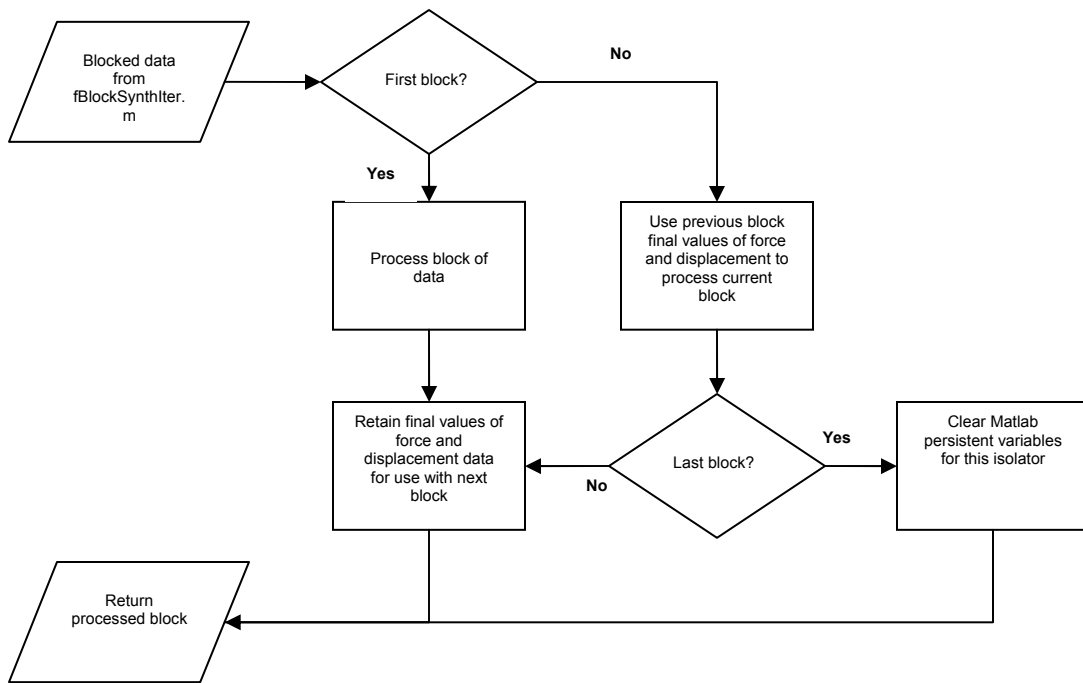 Blocked data
from
fBlockSynthIter.
m
First block?
No
Yes
Process block of
data
Use previous block
final values of force
and displacement to
process current
block
Retain final values of
force and
displacement data
for use with next
block
No
Last block?
Yes
Clear Matlab
persistent variables
for this isolator
Return
processed block